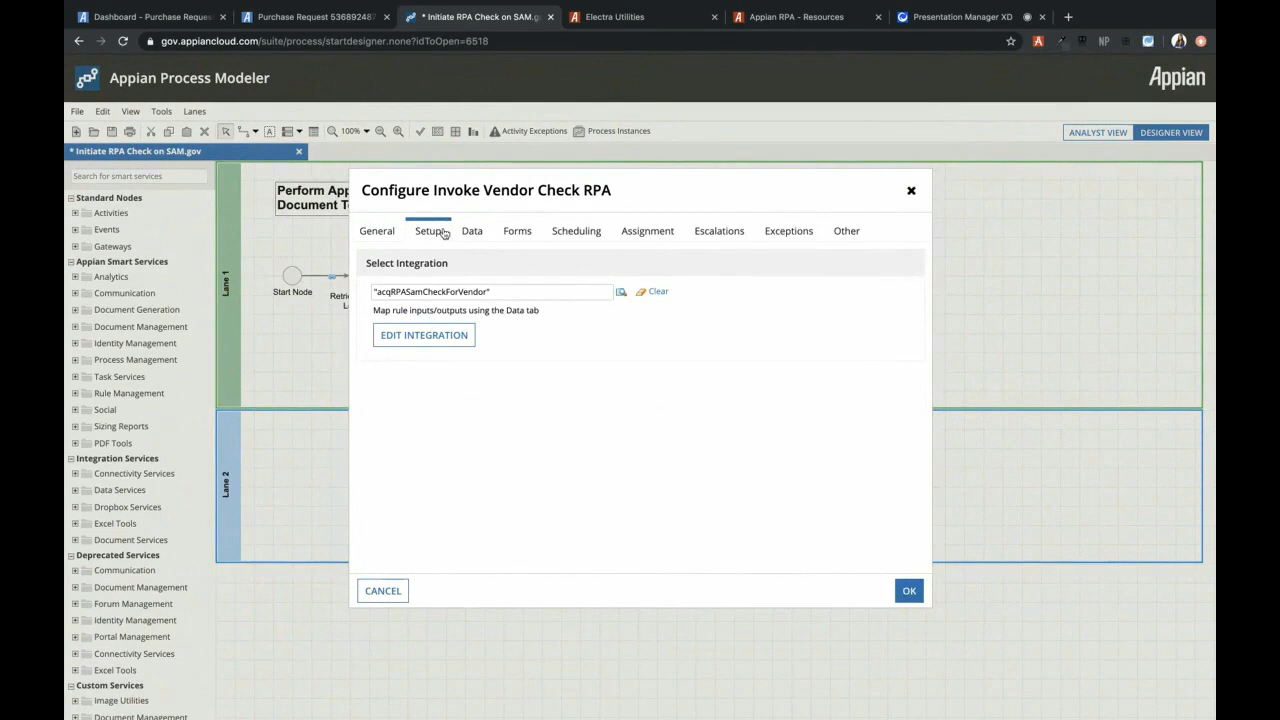 Dashboard - Purchase Reques
Purchase Request 536892487
* Initiate RPA Check on SAM.go
Electra Utilities
Appian RPA - Resources
Presentation Manager XD
gov.appiancloud.com/suite/process/startdesigner.none?idToOpen=6518
NP
Appian Process Modeler
Appian
File Edit View Tools Lanes
100%
Activity Exceptions
Process Instances
ANALYST VIEW
DESIGNER VIEW
* Initiate RPA Check on SAM.gov
Search for smart services
Standard Nodes
Activities
Events
Gateways
Appian Smart Services
Analytics
Communication
Document Generation
Document Management
Identity Management
Process Management
Task Services
Rule Management
Social
Sizing Reports
PDF Tools
Integration Services
Connectivity Services
Data Services
Dropbox Services
Excel Tools
Document Services
Deprecated Services
Communication
Document Management
Forum Management
Identity Management
Portal Management
Connectivity Services
Excel Tools
Custom Services
Image Utilities
Document Management
Lane 1
Perform App
Document T
Start Node
Retri
Lane 2
Configure Invoke Vendor Check RPA
General Setup Data Forms Scheduling Assignment Escalations Exceptions Other
Select Integration
"acqRPASamCheckForVendor"
Clear
Map rule inputs/outputs using the Data tab
EDIT INTEGRATION
CANCEL
OK